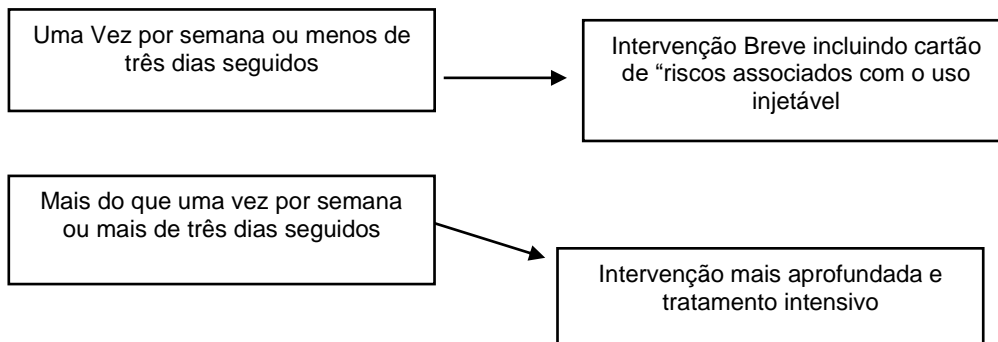 Uma Vez por semana ou menos de
três dias seguidos
Intervenção Breve incluindo cartão
de “riscos associados com o uso
injetável
Mais do que uma vez por semana
ou mais de três dias seguidos
Intervenção mais aprofundada e
tratamento intensivo